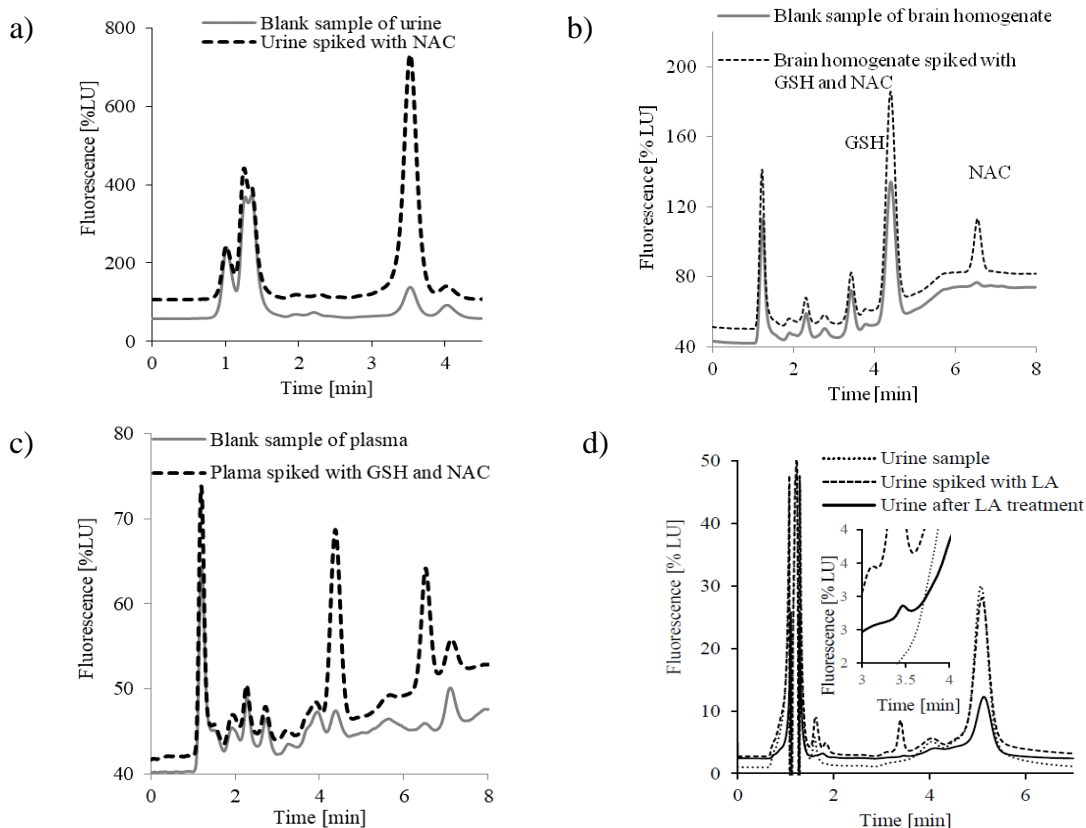 a)
Blank sample of urine
Urine spiked with NAC
Fluorescence [%LU]
800
600
400
200
0
0 1 2 3 4
Time [min]
b)
Blank sample of brain homogenate
Brain homogenate spiked with
GSH and NAC
Fluorescence [% LU]
200
160
120
80
40
GSH
NAC
0 2 4 6 8
Time [min]
c)
Blank sample of plasma
Plama spiked with GSH and NAC
Fluorescence [%LU]
80
70
60
50
40
0 2 4 6 8
Time [min]
d)
Urine sample
Urine spiked with LA
Urine after LA treatment
Fluorescence [% LU]
50
40
30
20
10
0
0 2 4 6
Time [min]
Fluorescence [% LU]
4
4
3
3
2
3 3.5 4
Time [min]